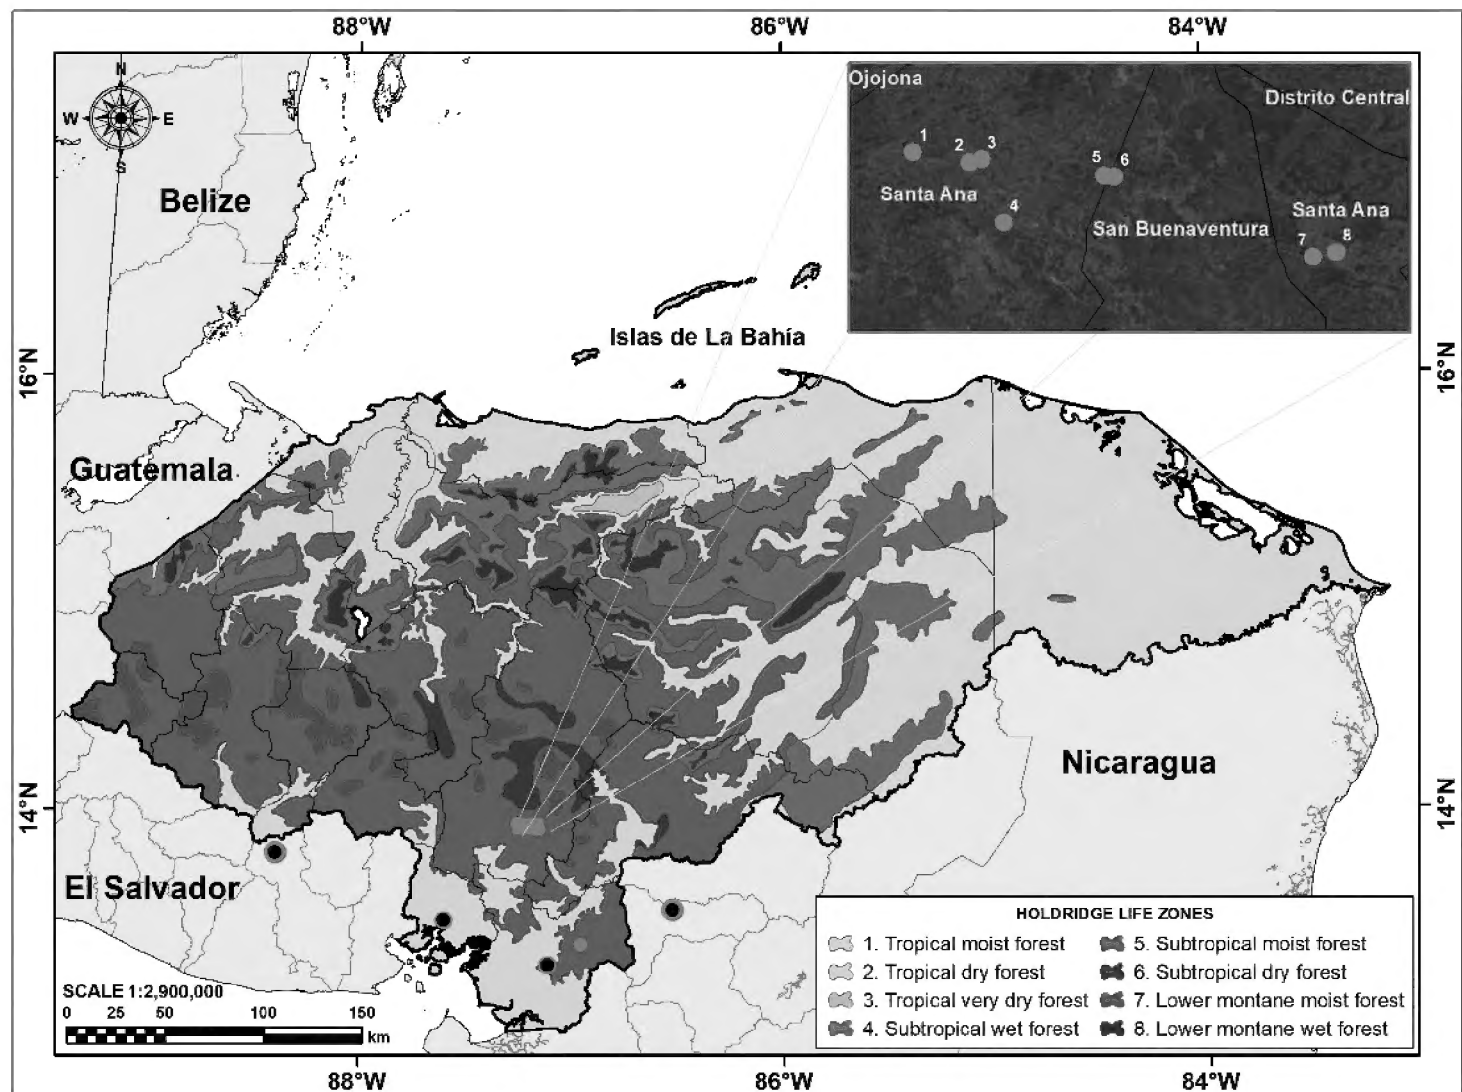 88°W 86°W 84°W
N
W E
S
Belize
Ojojona
Distrito Central
1
2 3
5 6
Santa Ana
4
San Buenaventura
Santa Ana
7 8
Islas de La Bahía
16°N 16°N
Guatemala
Nicaragua
14°N 14°N
El Salvador
HOLDRIDGE LIFE ZONES
1. Tropical moist forest
2. Tropical dry forest
3. Tropical very dry forest
4. Subtropical wet forest
5. Subtropical moist forest
6. Subtropical dry forest
7. Lower montane moist forest
8. Lower montane wet forest
SCALE 1:2,900,000
0 25 50 100 150
km
88°W 86°W 84°W